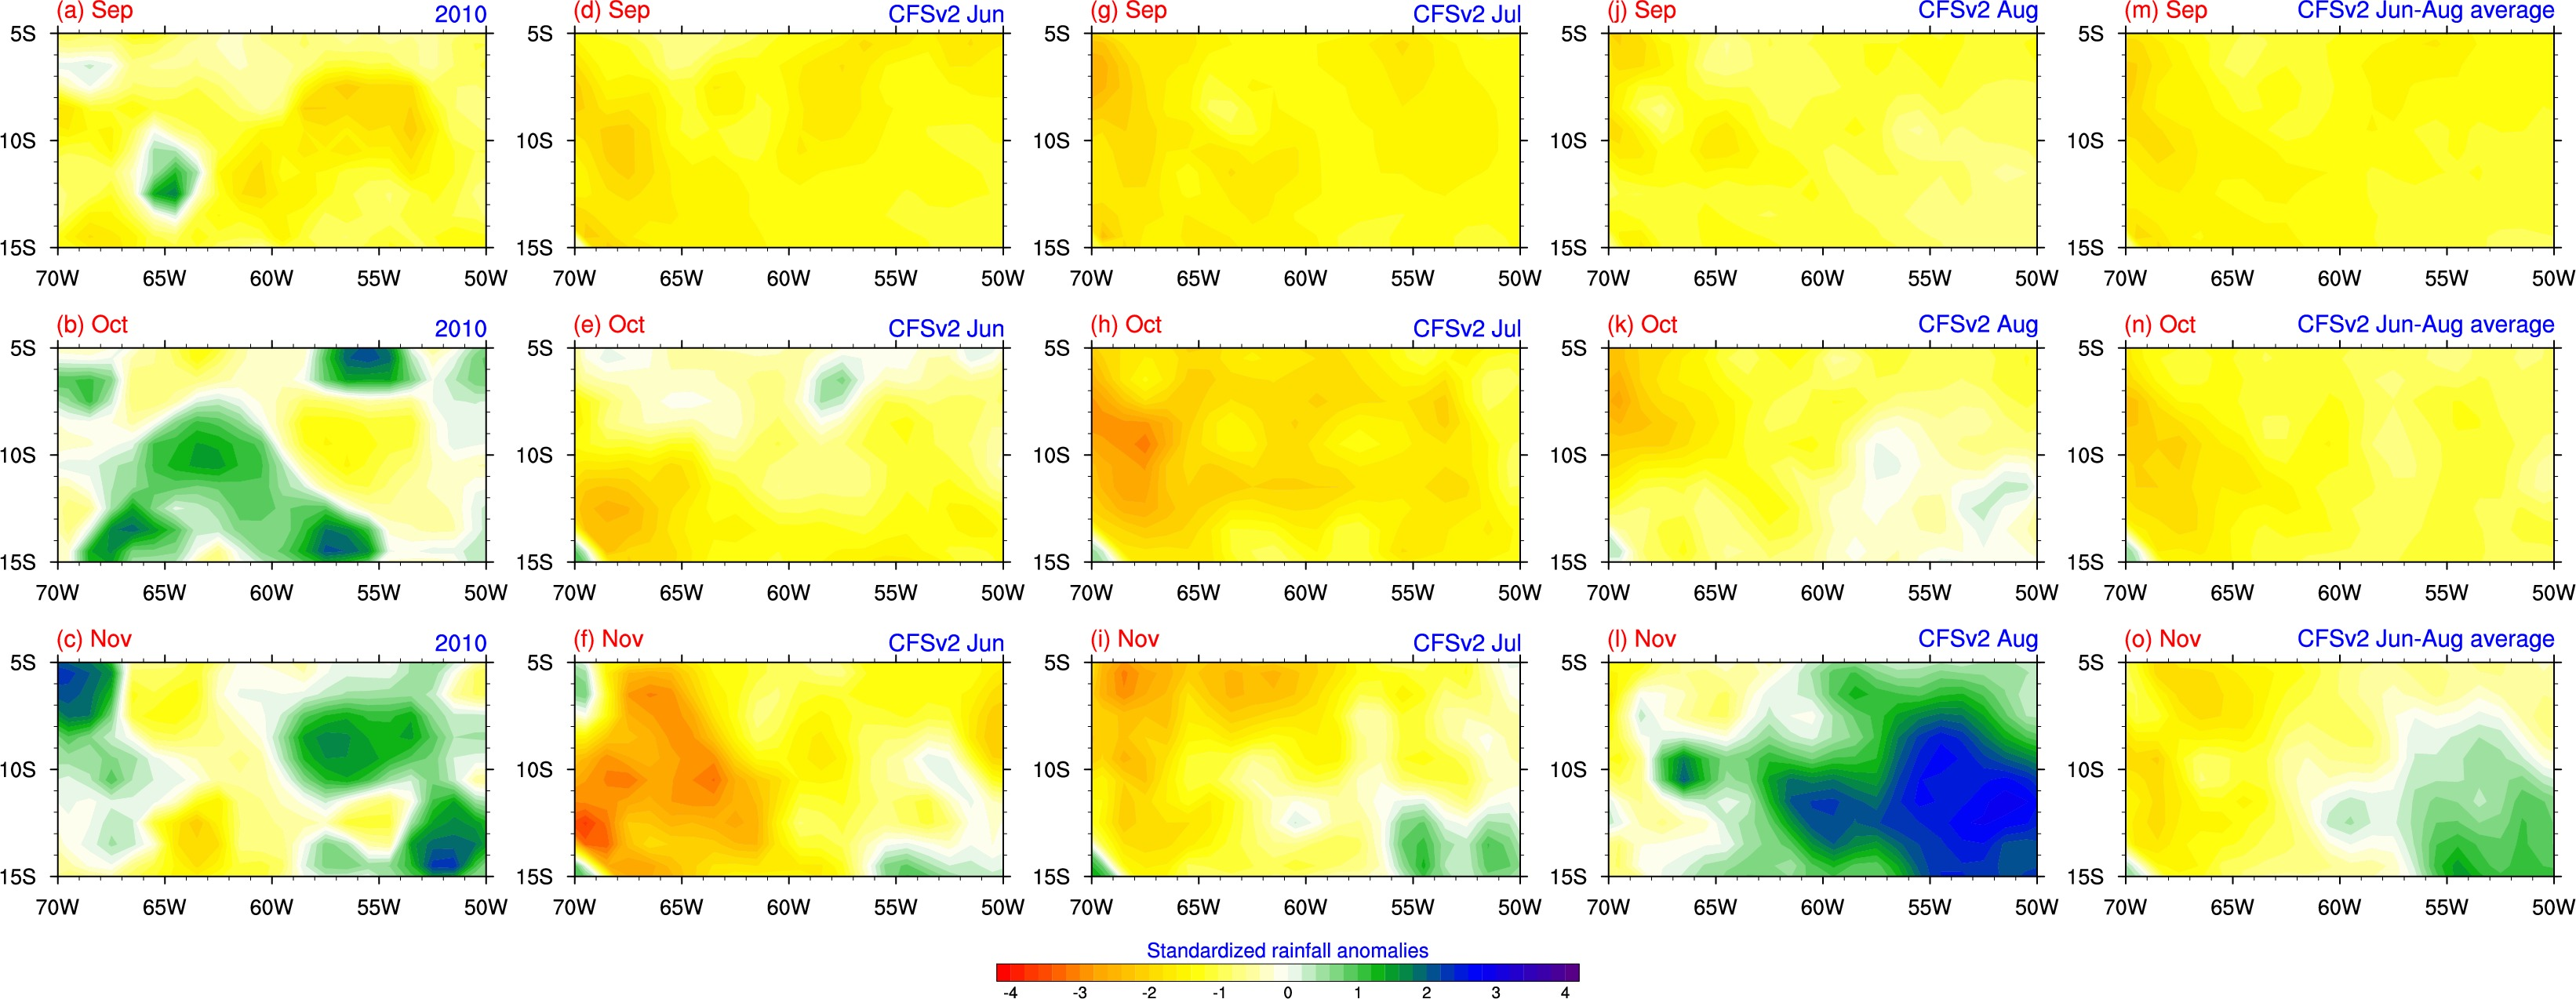 (a) Sep 2010 (d) Sep CFSv2 Jun (g) Sep CFSv2 Jul (j) Sep CFSv2 Aug (m) Sep CFSv2 Jun-Aug average
5S 5S 5S 5S 5S
10S 10S 10S 10S 10S
15S 15S 15S 15S 15S
70W 65W 60W 55W 50W 70W 65W 60W 55W 50W 70W 65W 60W 55W 50W 70W 65W 60W 55W 50W 70W 65W 60W 55W 50W
(b) Oct 2010 (e) Oct CFSv2 Jun (h) Oct CFSv2 Jul (k) Oct CFSv2 Aug (n) Oct CFSv2 Jun-Aug average
5S 5S 5S 5S 5S
10S 10S 10S 10S 10S
15S 15S 15S 15S 15S
70W 65W 60W 55W 50W 70W 65W 60W 55W 50W 70W 65W 60W 55W 50W 70W 65W 60W 55W 50W 70W 65W 60W 55W 50W
(c) Nov 2010 (f) Nov CFSv2 Jun (i) Nov CFSv2 Jul (l) Nov CFSv2 Aug (o) Nov CFSv2 Jun-Aug average
5S 5S 5S 5S 5S
10S 10S 10S 10S 10S
15S 15S 15S 15S 15S
70W 65W 60W 55W 50W 70W 65W 60W 55W 50W 70W 65W 60W 55W 50W 70W 65W 60W 55W 50W 70W 65W 60W 55W 50W
Standardized rainfall anomalies
-4 -3 -2 -1 0 1 2 3 4